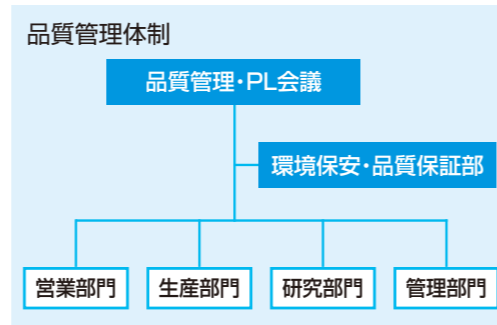 品質管理体制
品質管理・PL会議
環境保安・品質保証部
営業部門
生産部門
研究部門
管理部門